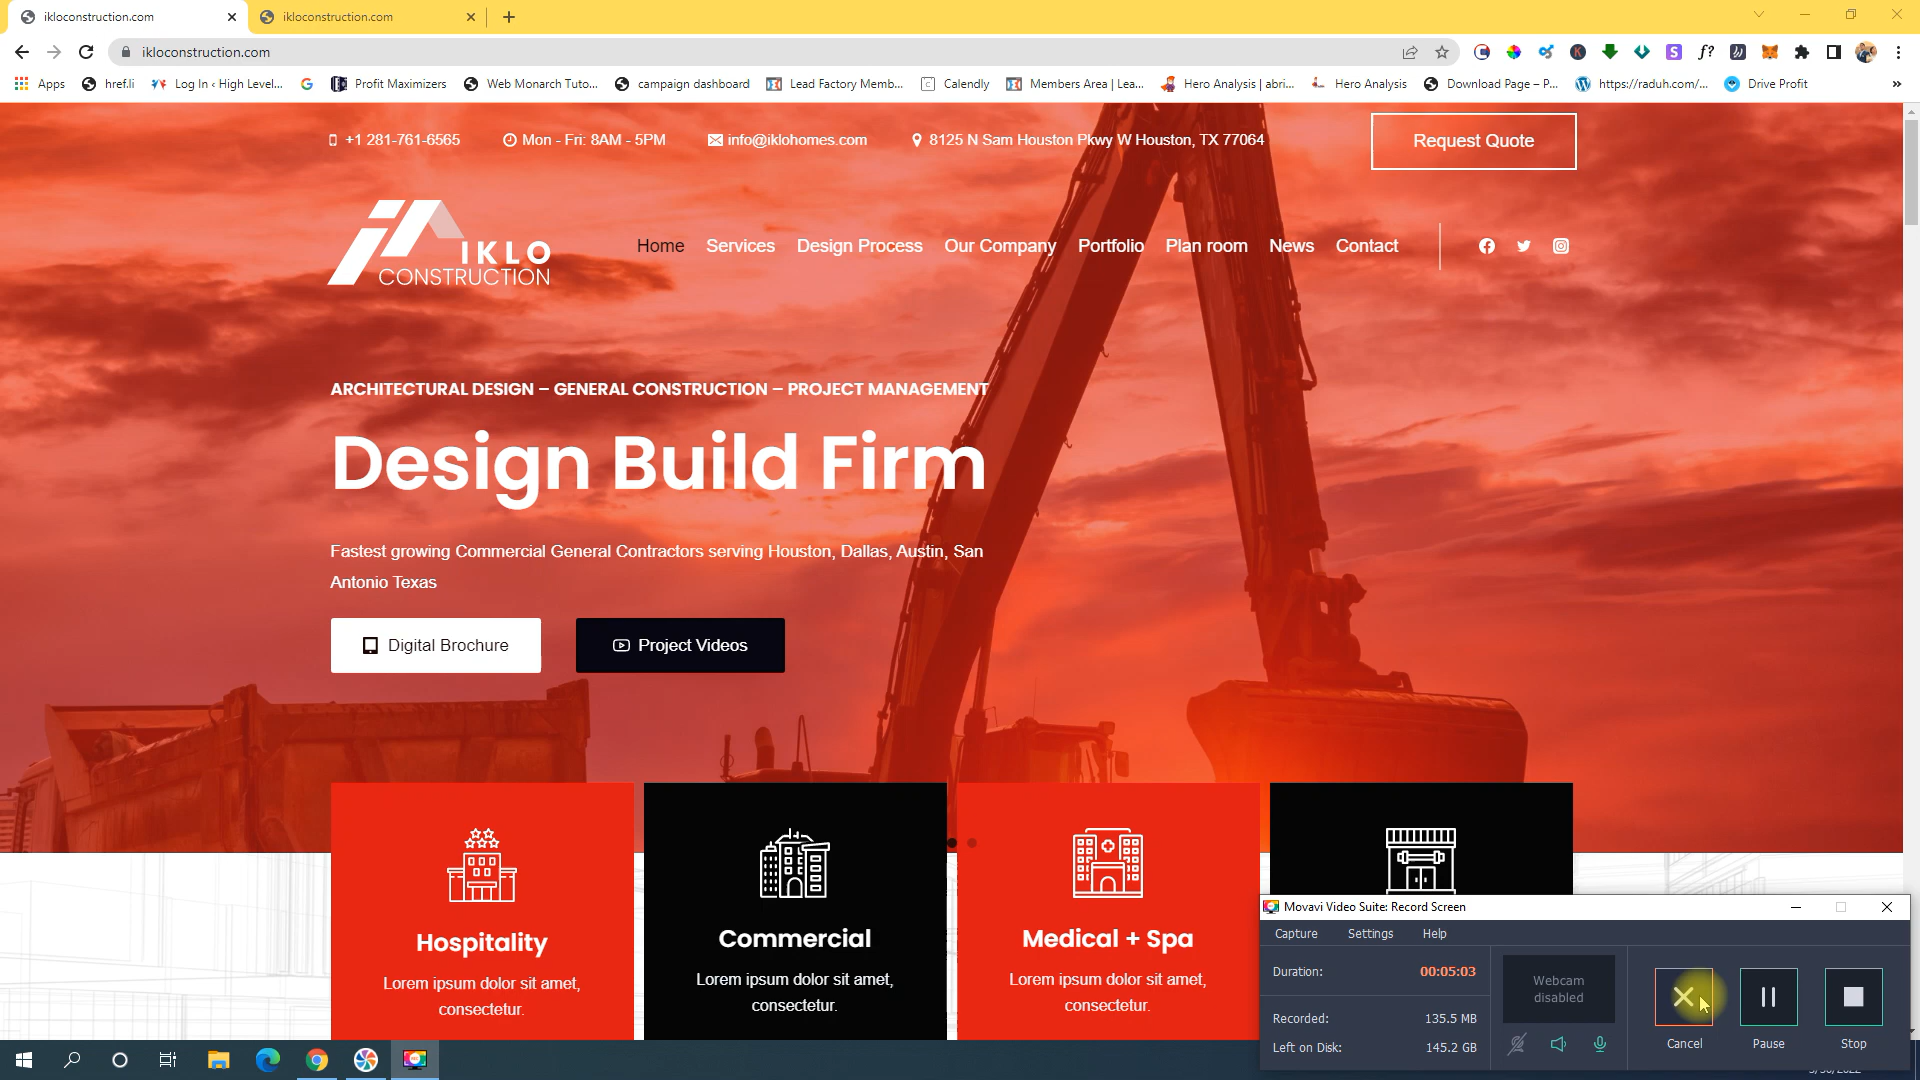 ikloconstruction.com
ikloconstruction.com
ikloconstruction.com
Apps
href.li
Log In ‹ High Level...
Profit Maximizers
Web Monarch Tuto...
campaign dashboard
Lead Factory Memb...
Calendly
Members Area | Lea...
Hero Analysis | abri...
Hero Analysis
Download Page – P...
https://raduh.com/...
Drive Profit
»
+1 281-761-6565
Mon - Fri: 8AM - 5PM
info@iklohomes.com
8125 N Sam Houston Pkwy W Houston, TX 77064
Request Quote
IKLO
CONSTRUCTION
Home
Services
Design Process
Our Company
Portfolio
Plan room
News
Contact
ARCHITECTURAL DESIGN – GENERAL CONSTRUCTION – PROJECT MANAGEMENT
Design Build Firm
Fastest growing Commercial General Contractors serving Houston, Dallas, Austin, San
Antonio Texas
Digital Brochure
Project Videos
Hospitality
Lorem ipsum dolor sit amet,
consectetur.
Commercial
Lorem ipsum dolor sit amet,
consectetur.
Medical + Spa
Lorem ipsum dolor sit amet,
consectetur.
Movavi Video Suite: Record Screen
Capture
Settings
Help
Duration:
00:05:03
Recorded:
135.5 MB
Left on Disk:
145.2 GB
Webcam
disabled
Cancel
Pause
Stop